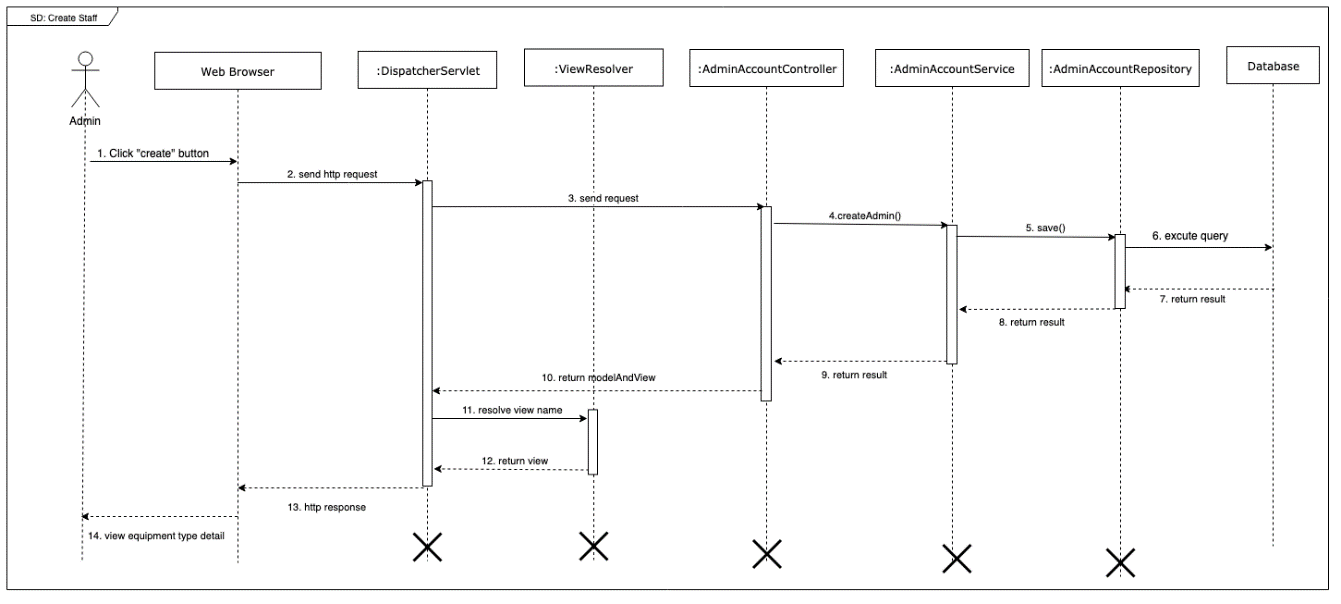 SD: Create Staff
Web Browser
:DispatcherServlet
:ViewResolver
:AdminAccountController
:AdminAccountService
:AdminAccountRepository
Database
Admin
1. Click "create" button
2. send http request
3. send request
4.createAdmin()
5. save()
6. excute query
7. return result
8. return result
9. return result
10. return modelAndView
11. resolve view name
12. return view
13. http response
14. view equipment type detail